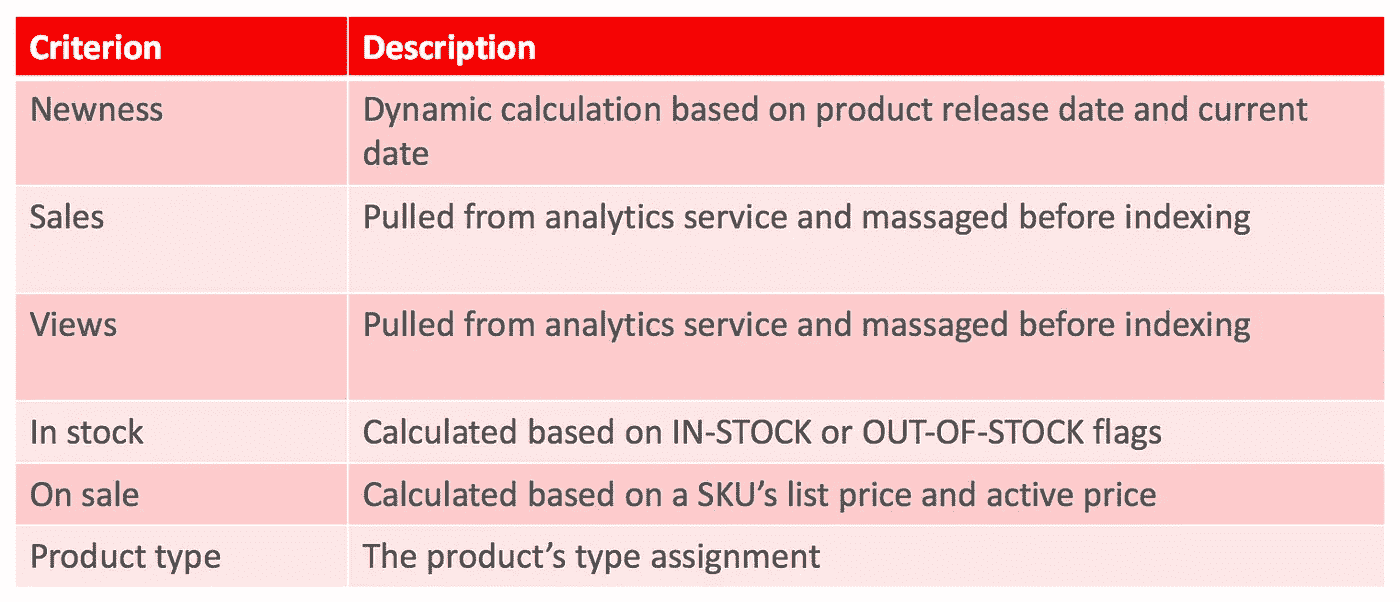 Criterion Description
Newness Dynamic calculation based on product release date and current
date
Sales Pulled from analytics service and massaged before indexing
Views Pulled from analytics service and massaged before indexing
In stock Calculated based on IN-STOCK or OUT-OF-STOCK flags
On sale Calculated based on a SKU’s list price and active price
Product type The product’s type assignment